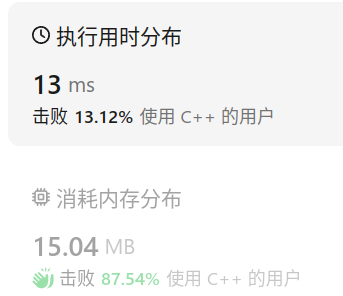 执行用时分布
13 ms
击败 13.12% 使用 C++ 的用户
消耗内存分布
15.04 MB
击败 87.54% 使用 C++ 的用户